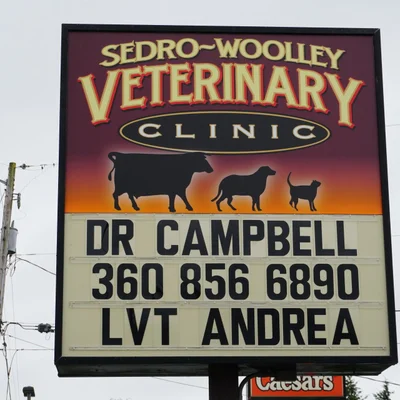 SEDRO~WOOLLEY
VETERINARY
CLINIC
DR CAMPBELL
360 856 6890
LVT ANDREA
Caesars